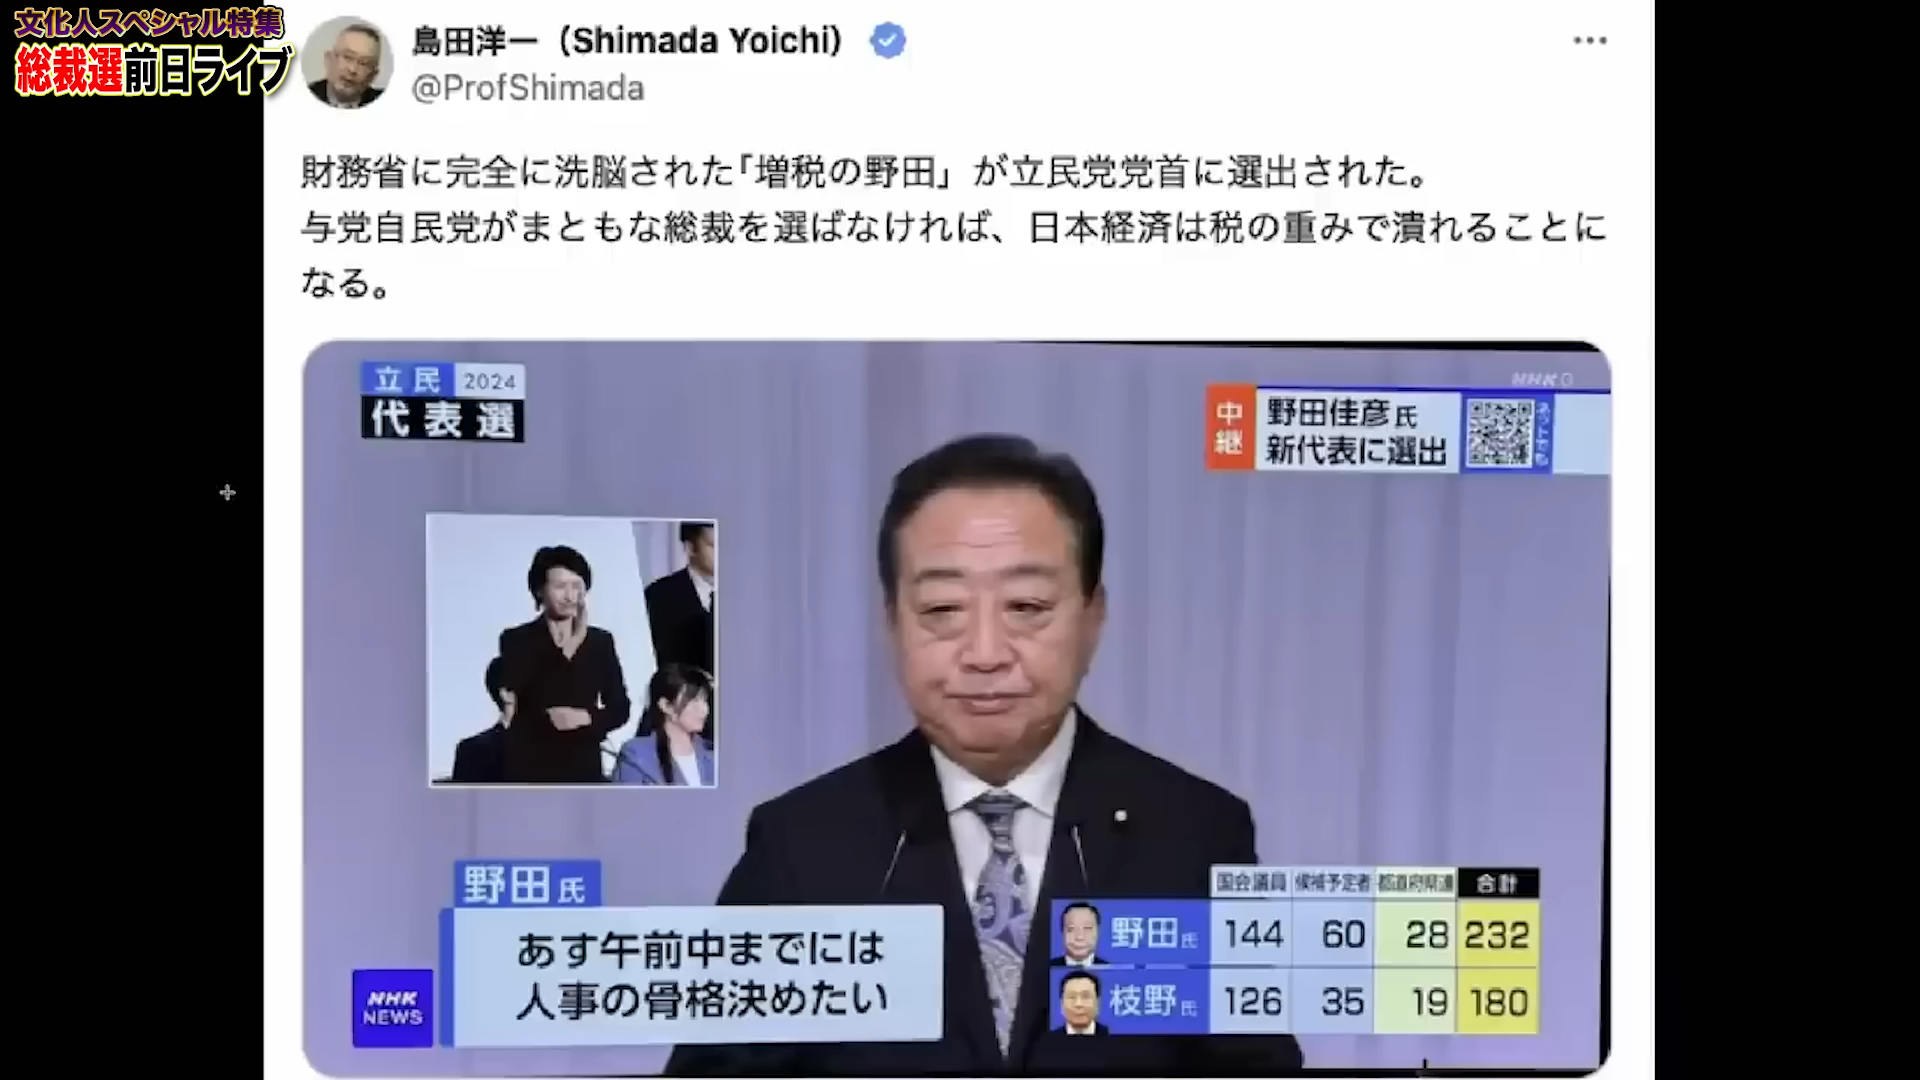 文化人スペシャル特集
総裁選前日ライブ
島田洋一（Shimada Yoichi）
@ProfShimada
財務省に完全に洗脳された「増税の野田」が立民党党首に選出された。
与党自民党がまともな総裁を選ばなければ、日本経済は税の重みで潰れることに
なる。
立民 2024
代表選
NHK G
中継
野田佳彦氏
新代表に選出
野田氏
あす午前中までには
人事の骨格決めたい
NHK
NEWS
国会議員 候補予定者 都道府県連 合計
野田氏 144 60 28 232
枝野氏 126 35 19 180